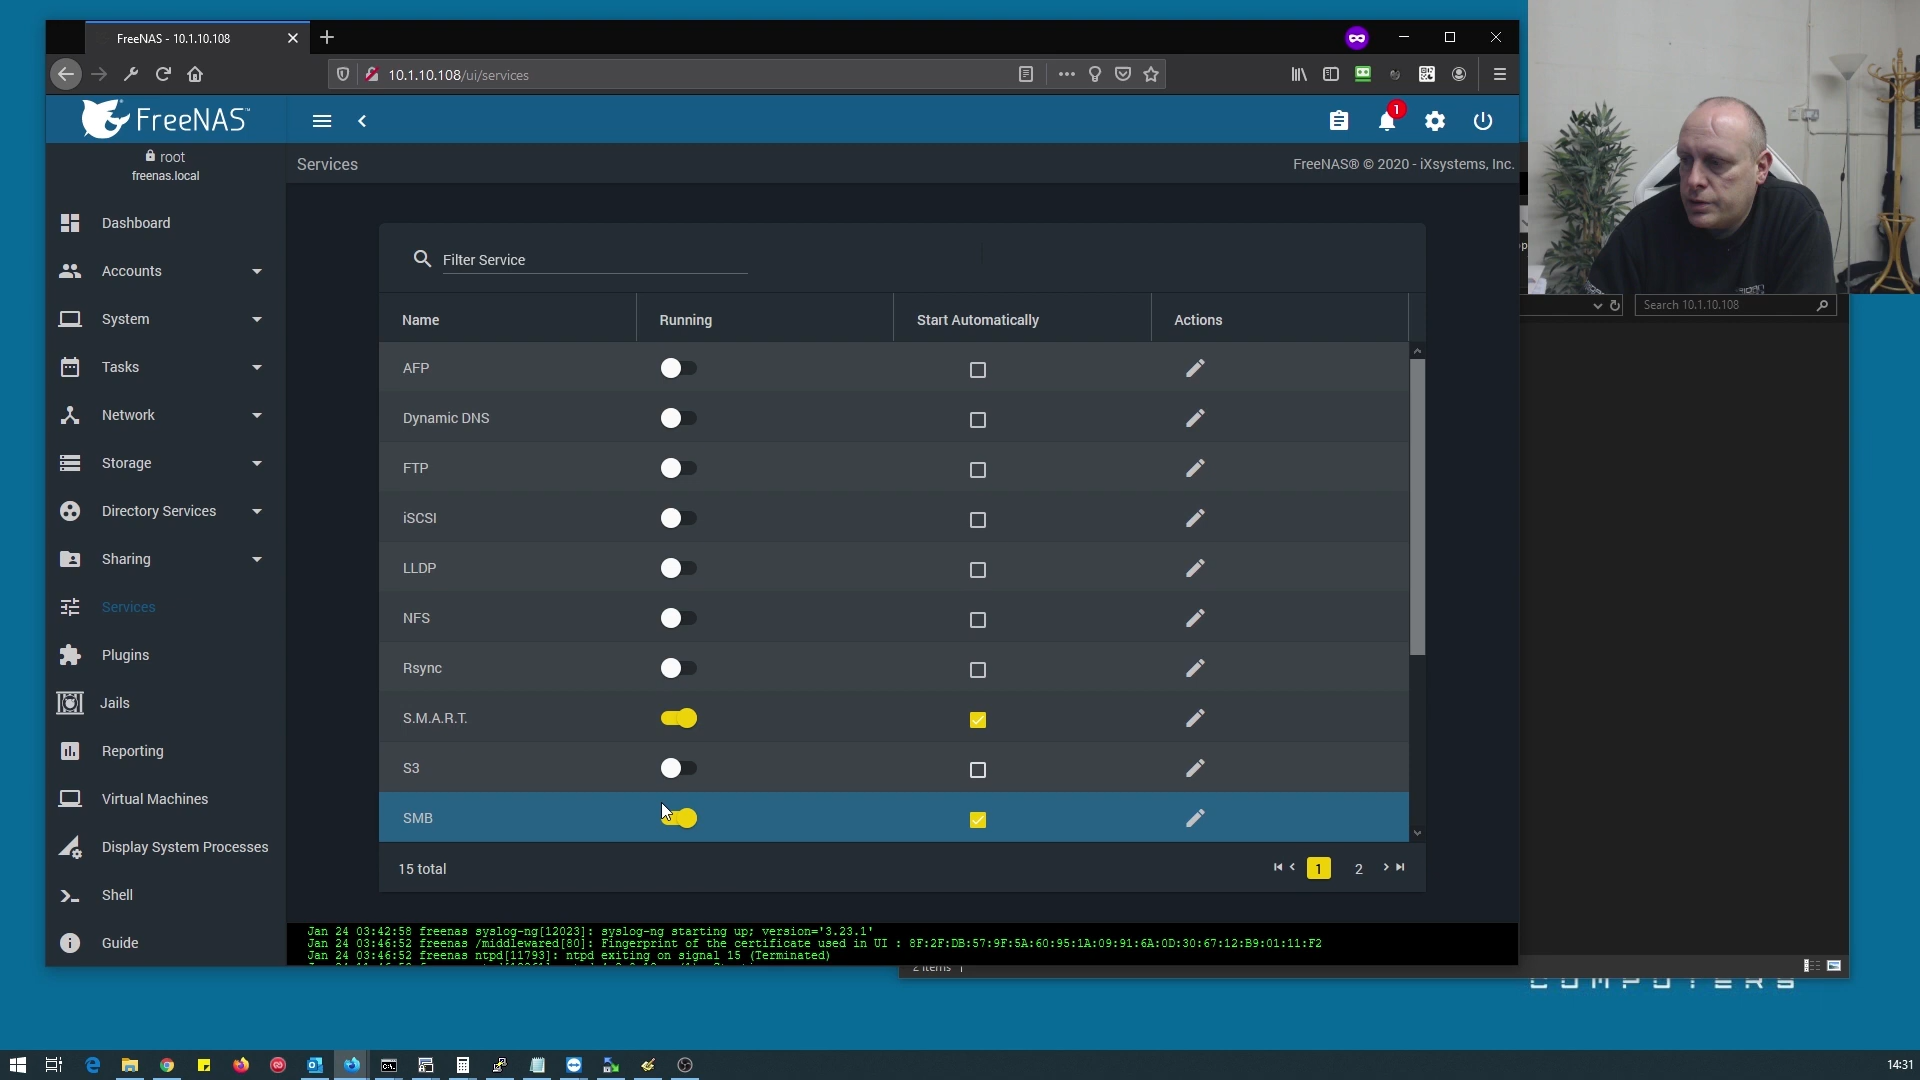 FreeNAS - 10.1.10.108
10.1.10.108/ui/services
FreeNAS™
1
root
freenas.local
Services
FreeNAS® © 2020 - iXsystems, Inc.
Search 10.1.10.108
Dashboard
Accounts
System
Tasks
Network
Storage
Directory Services
Sharing
Services
Plugins
Jails
Reporting
Virtual Machines
Display System Processes
Shell
Guide
Filter Service
Name Running Start Automatically Actions
AFP
Dynamic DNS
FTP
iSCSI
LLDP
NFS
Rsync
S.M.A.R.T.
S3
SMB
15 total
1 2
Jan 24 03:42:58 freenas syslog-ng[12023]: syslog-ng starting up; version='3.23.1'
Jan 24 03:46:52 freenas /middlewared[80]: Fingerprint of the certificate used in UI : 8F:2F:DB:57:9F:5A:60:95:1A:09:91:6A:0D:30:67:12:B9:01:11:F2
Jan 24 03:46:52 freenas ntpd[11793]: ntpd exiting on signal 15 (Terminated)
2 items
COMPUTERS
14:31